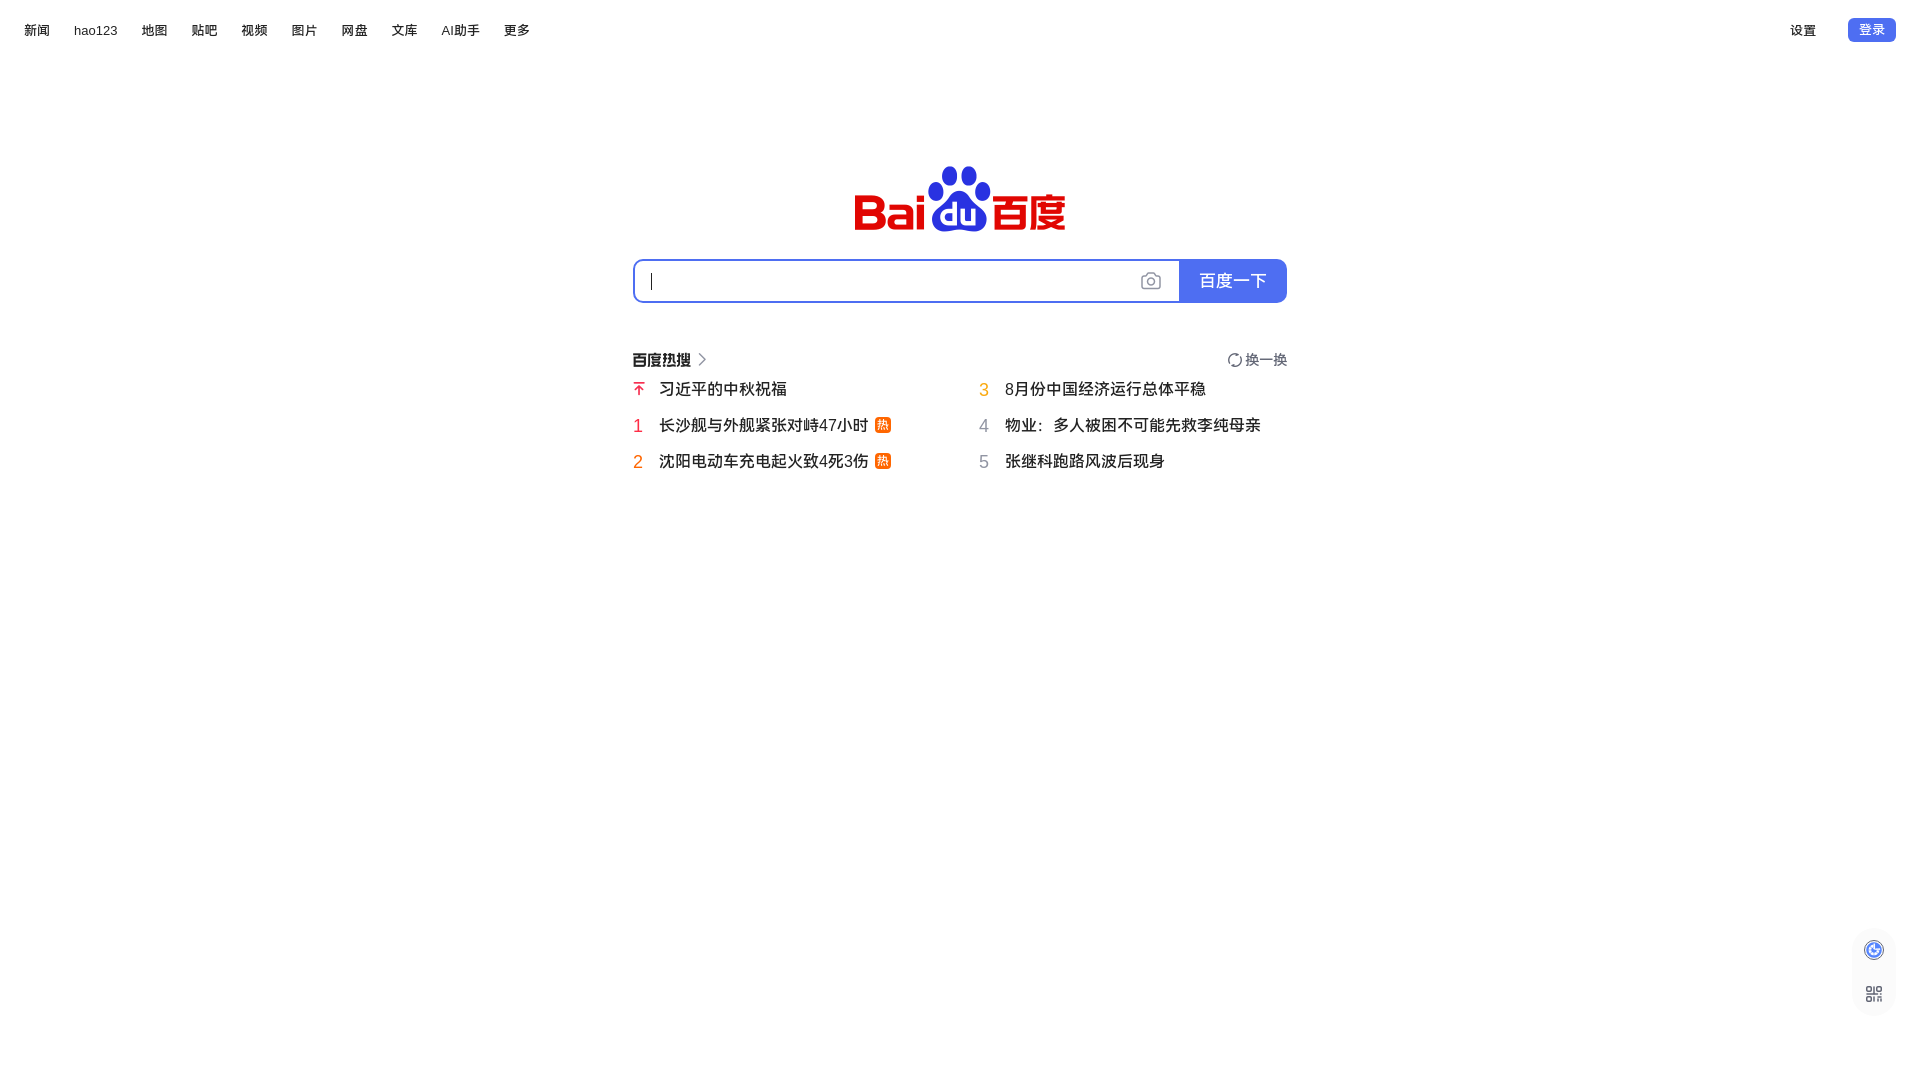 新闻 hao123 地图 贴吧 视频 图片 网盘 文库 AI助手 更多 设置 登录
Bai du 百度
百度一下
百度热搜 换一换
习近平的中秋祝福
1 长沙舰与外舰紧张对峙47小时 热
2 沈阳电动车充电起火致4死3伤 热
3 8月份中国经济运行总体平稳
4 物业：多人被困不可能先救李纯母亲
5 张继科跑路风波后现身